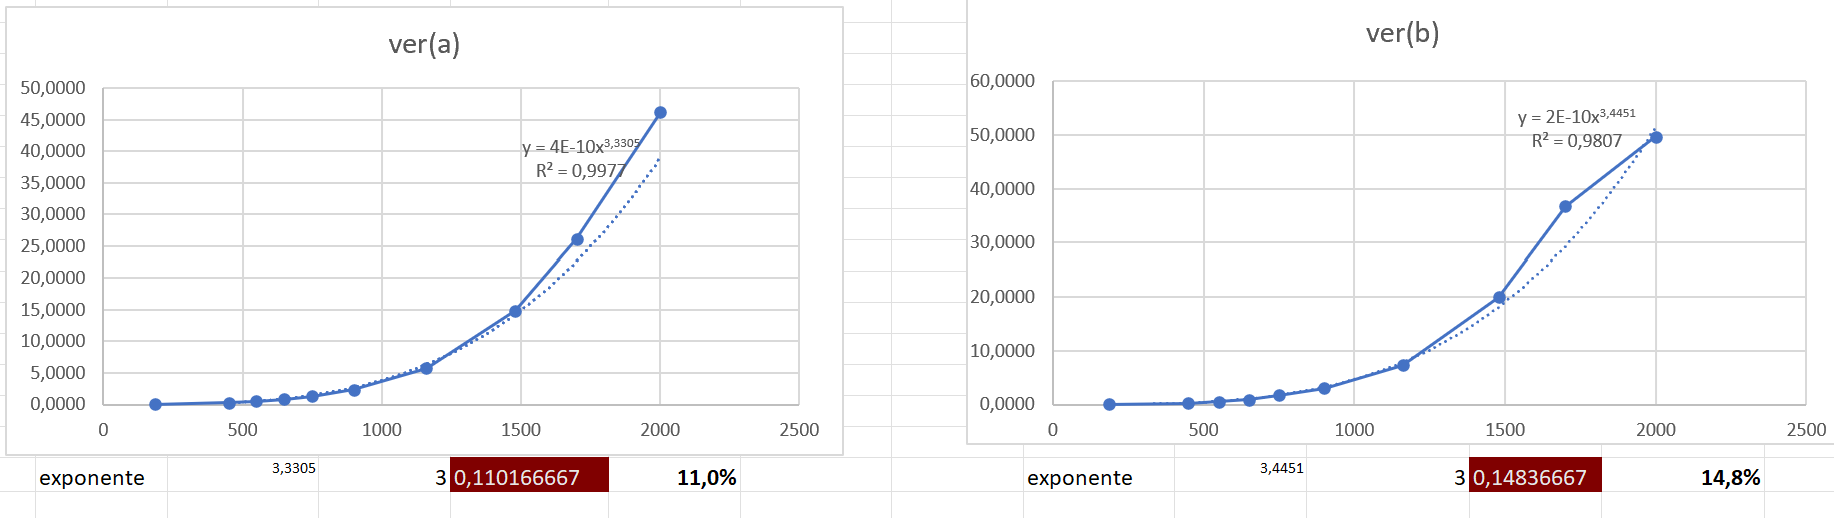 ver(a)
50,0000
45,0000
40,0000
35,0000
30,0000
25,0000
20,0000
15,0000
10,0000
5,0000
0,0000
0 500 1000 1500 2000 2500
y = 4E-10x^3,3305
R² = 0,9977
exponente 3,3305 3 0,110166667 11,0%
ver(b)
60,0000
50,0000
40,0000
30,0000
20,0000
10,0000
0,0000
0 500 1000 1500 2000 2500
y = 2E-10x^3,4451
R² = 0,9807
exponente 3,4451 3 0,14836667 14,8%